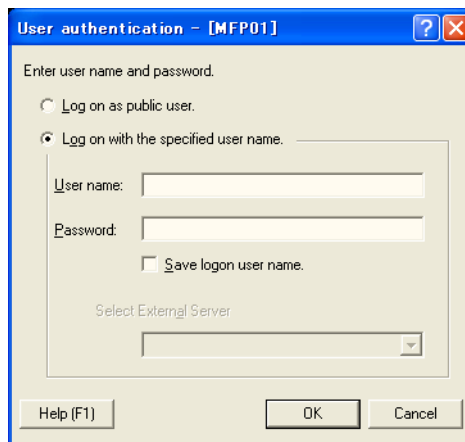 User authentication - [MFP01]
Enter user name and password.
Log on as public user.
Log on with the specified user name.
User name:
Password:
Save logon user name.
Select External Server
Help (F1)
OK
Cancel